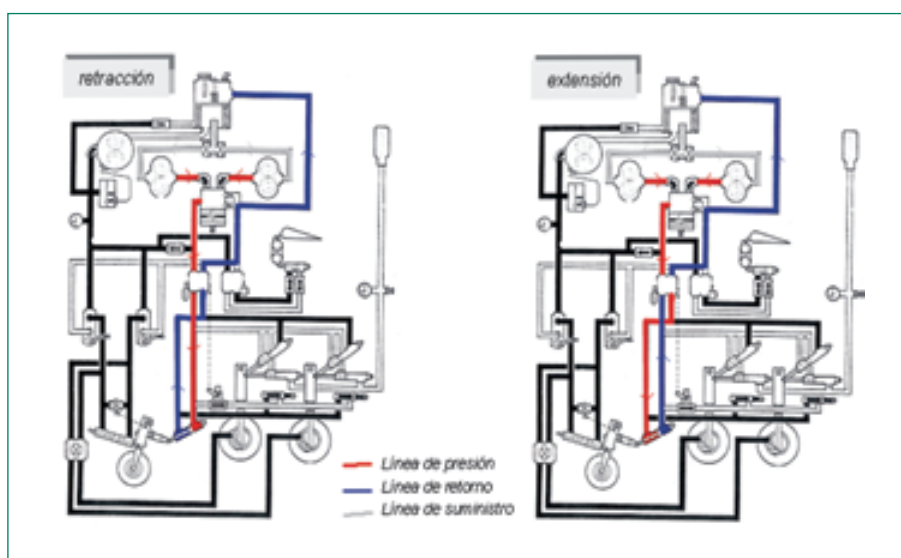 retracción
extensión
Línea de presión
Línea de retorno
Línea de suministro